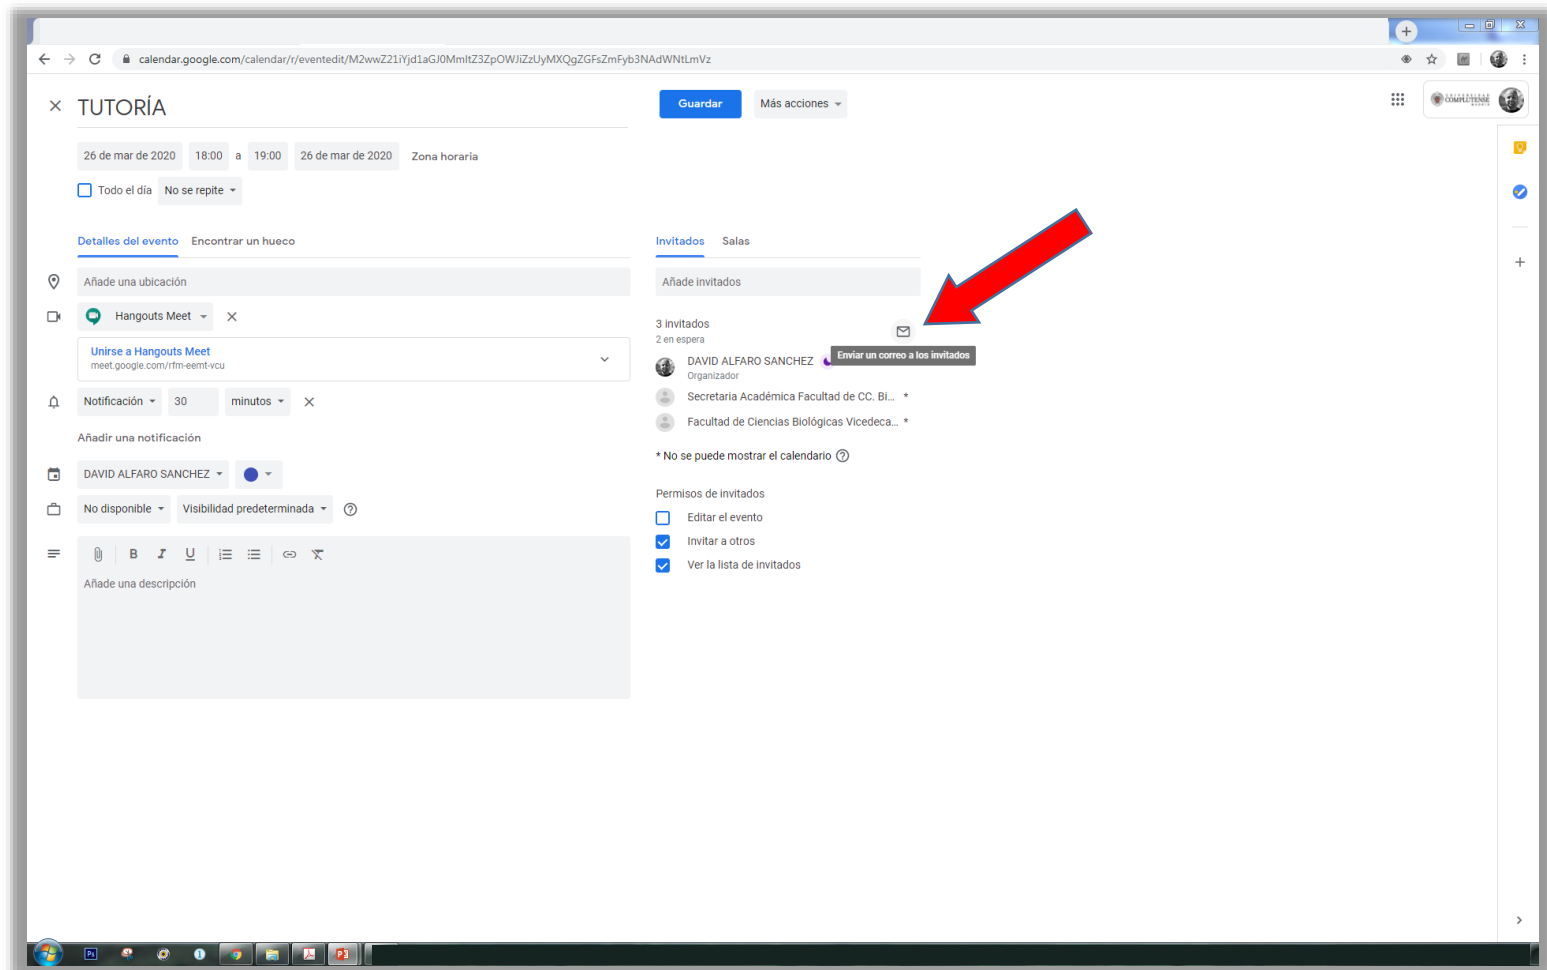 calendar.google.com/calendar/r/eventedit/M2wwZ21iYjd1aGJ0MmltZ3ZpOWJiZzUyMXQgZGFsZmFyb3NAdWNtLmVz
TUTORÍA
Guardar
Más acciones
UNIVERSIDAD
COMPLUTENSE
MADRID
26 de mar de 2020 18:00 a 19:00 26 de mar de 2020 Zona horaria
Todo el día No se repite
Detalles del evento Encontrar un hueco
Añade una ubicación
Hangouts Meet
Unirse a Hangouts Meet
meet.google.com/rfm-eemt-vcu
Notificación 30 minutos
Añadir una notificación
DAVID ALFARO SANCHEZ
No disponible Visibilidad predeterminada
B I U
Añade una descripción
Invitados Salas
Añade invitados
3 invitados
2 en espera
Enviar un correo a los invitados
DAVID ALFARO SANCHEZ
Organizador
Secretaria Académica Facultad de CC. Bi... *
Facultad de Ciencias Biológicas Vicedeca... *
* No se puede mostrar el calendario
Permisos de invitados
Editar el evento
Invitar a otros
Ver la lista de invitados
Ps